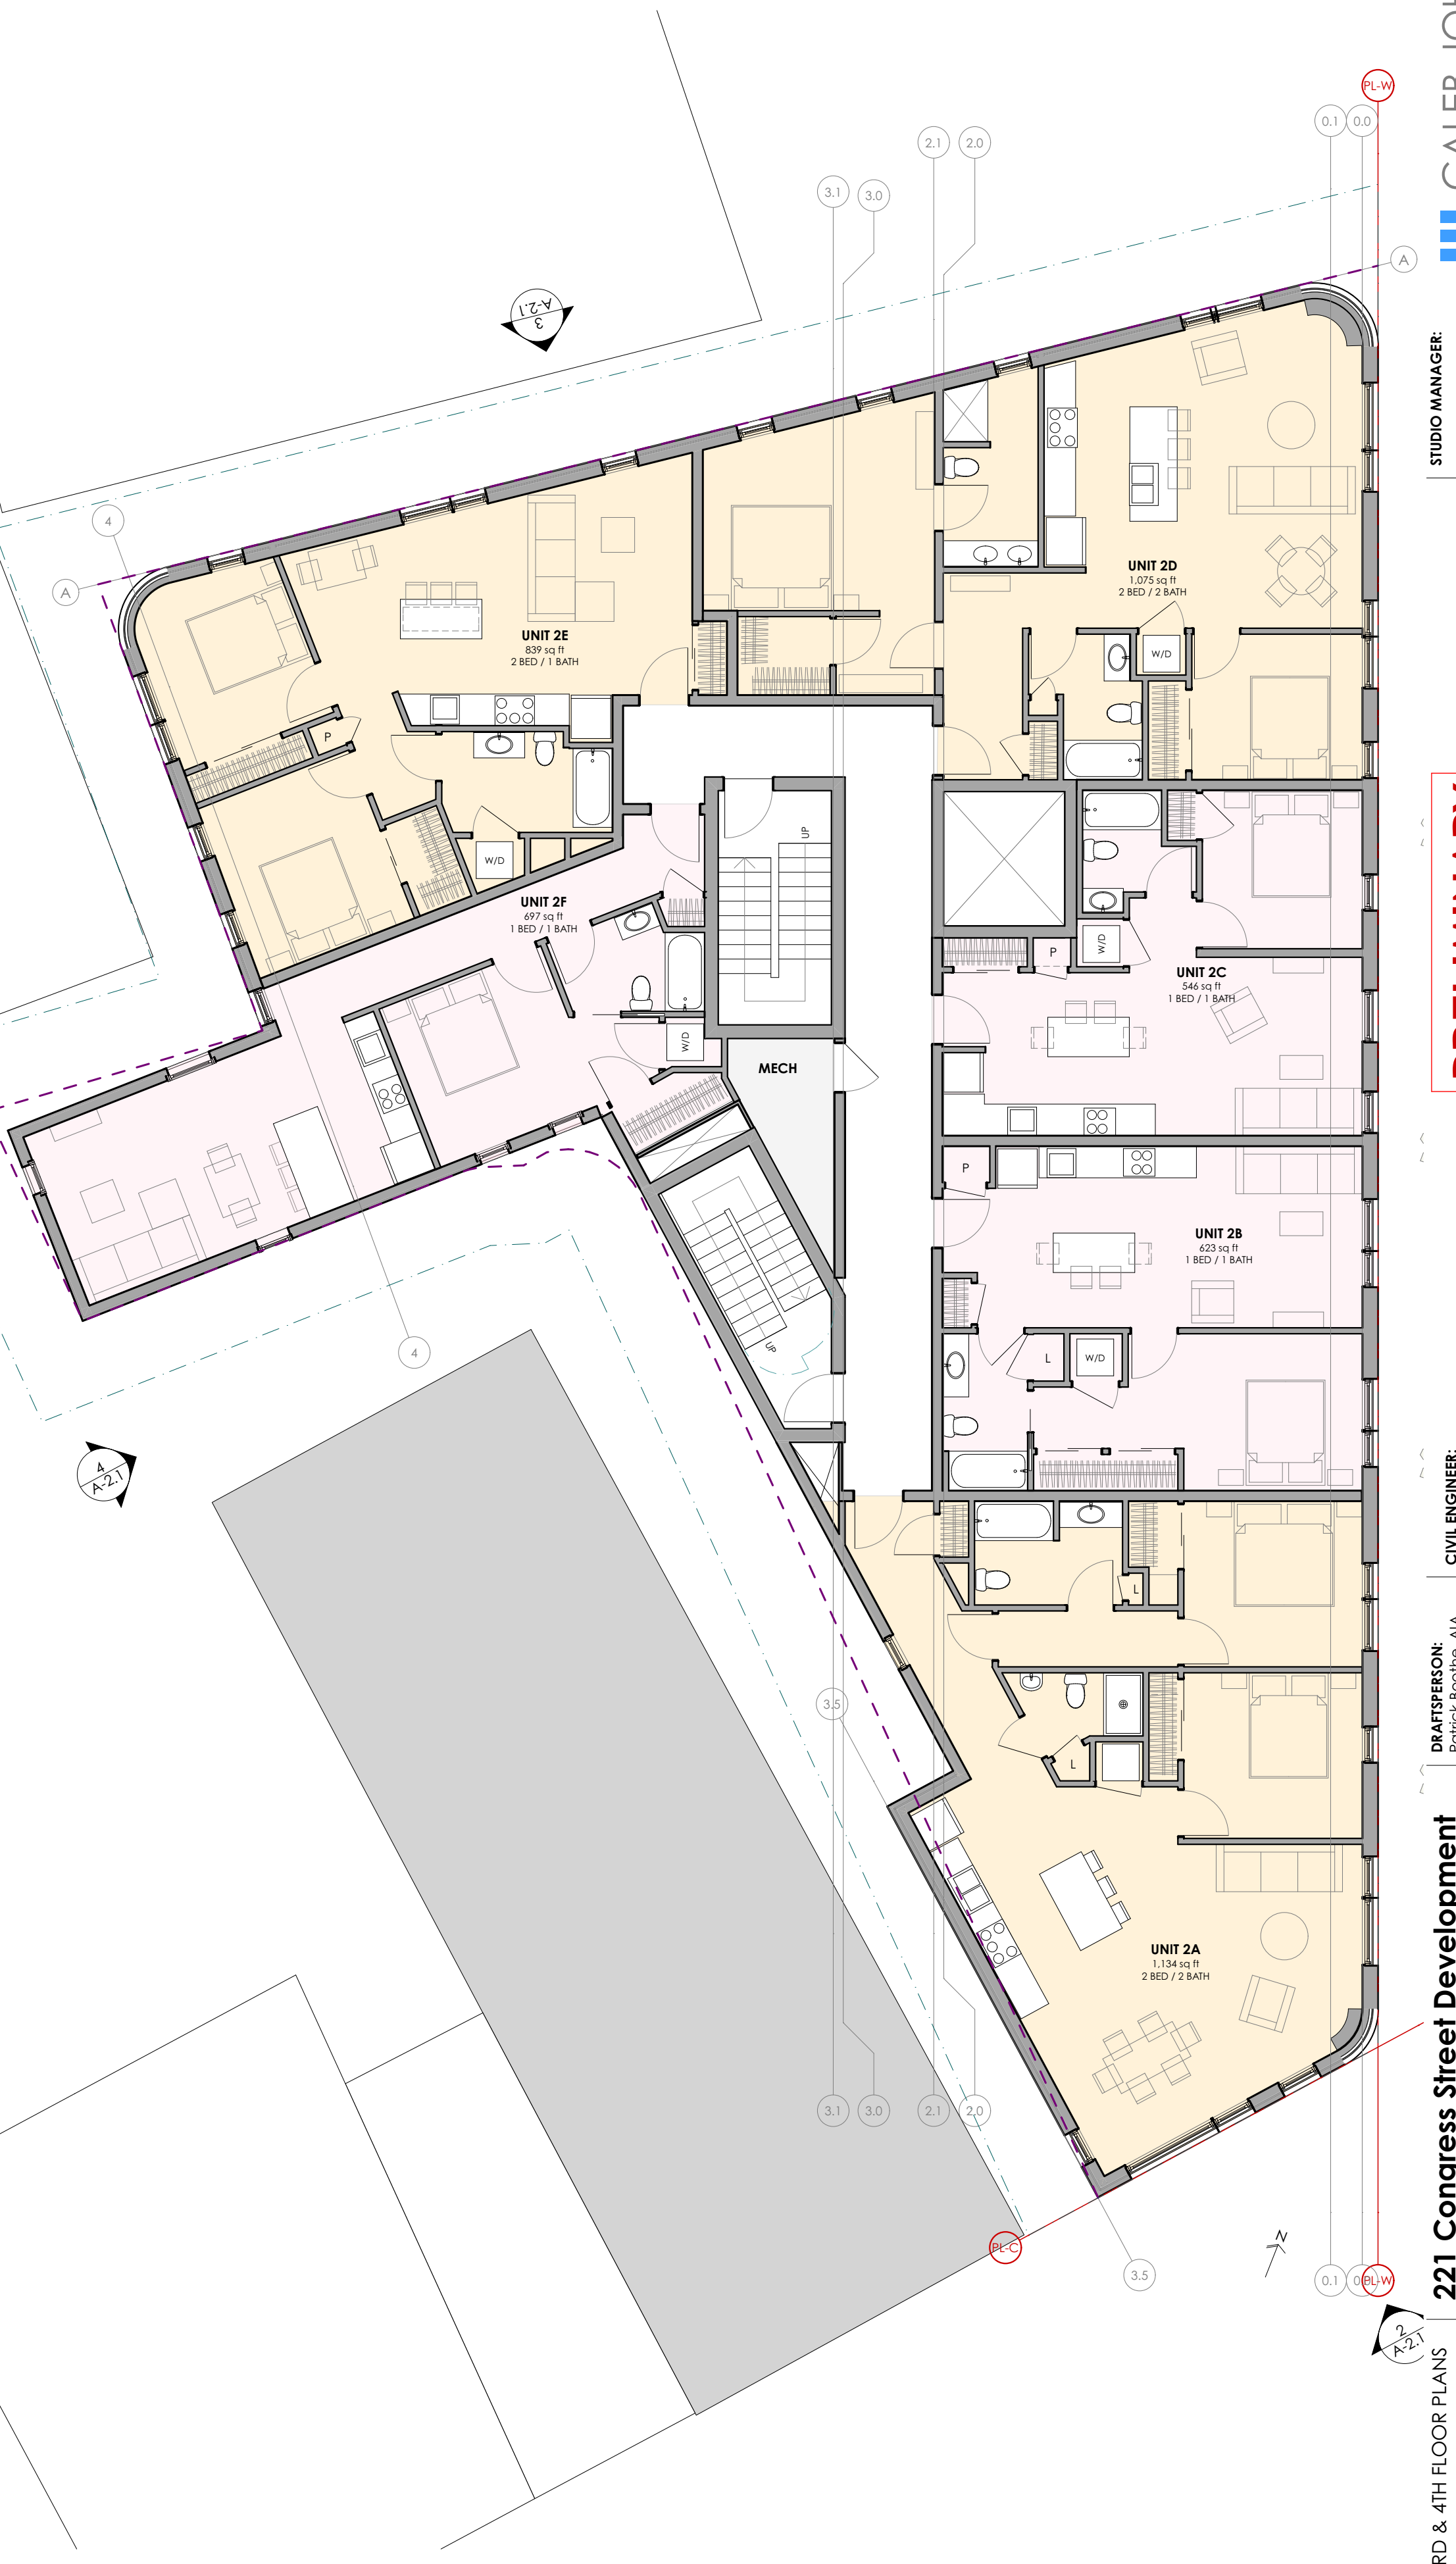 PL-W
0.1
0.0
2.1
2.0
3.1
3.0
A
3
A-2.1
4
A
UNIT 2D
1,075 sq ft
2 BED / 2 BATH
W/D
UNIT 2E
839 sq ft
2 BED / 1 BATH
P
W/D
UP
UNIT 2F
697 sq ft
1 BED / 1 BATH
W/D
MECH
W/D
P
UNIT 2C
546 sq ft
1 BED / 1 BATH
P
UNIT 2B
623 sq ft
1 BED / 1 BATH
L
W/D
UP
4
4
A-2.1
L
L
3.5
UNIT 2A
1,134 sq ft
2 BED / 2 BATH
3.1
3.0
2.1
2.0
PL-C
N
3.5
0.1
PL-W
2
A-2.1
STUDIO MANAGER:
CIVIL ENGINEER:
DRAFTSPERSON:
221 Congress Street Development
RD & 4TH FLOOR PLANS